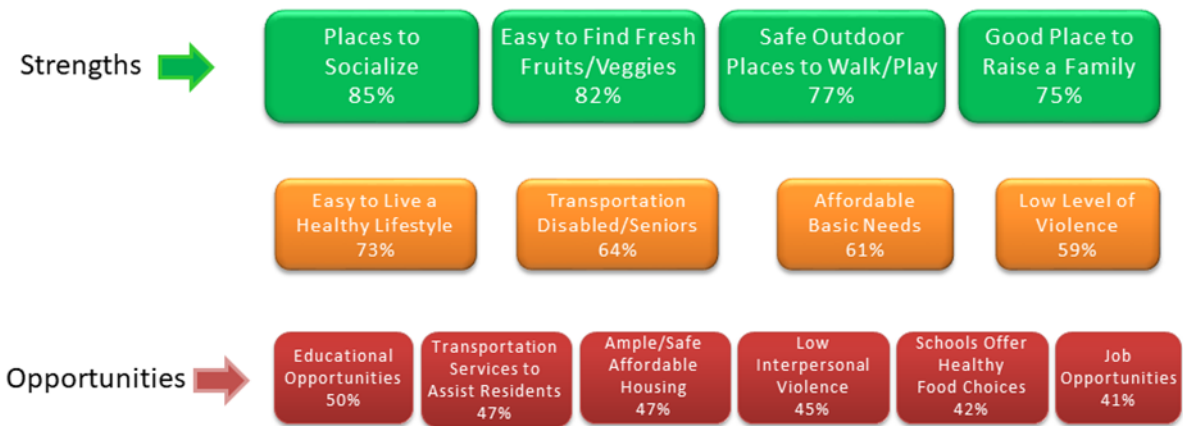 Strengths
Places to
Socialize
85%
Easy to Find Fresh
Fruits/Veggies
82%
Safe Outdoor
Places to Walk/Play
77%
Good Place to
Raise a Family
75%
Easy to Live a
Healthy Lifestyle
73%
Transportation
Disabled/Seniors
64%
Affordable
Basic Needs
61%
Low Level of
Violence
59%
Opportunities
Educational
Opportunities
50%
Transportation
Services to
Assist Residents
47%
Ample/Safe
Affordable
Housing
47%
Low
Interpersonal
Violence
45%
Schools Offer
Healthy
Food Choices
42%
Job
Opportunities
41%